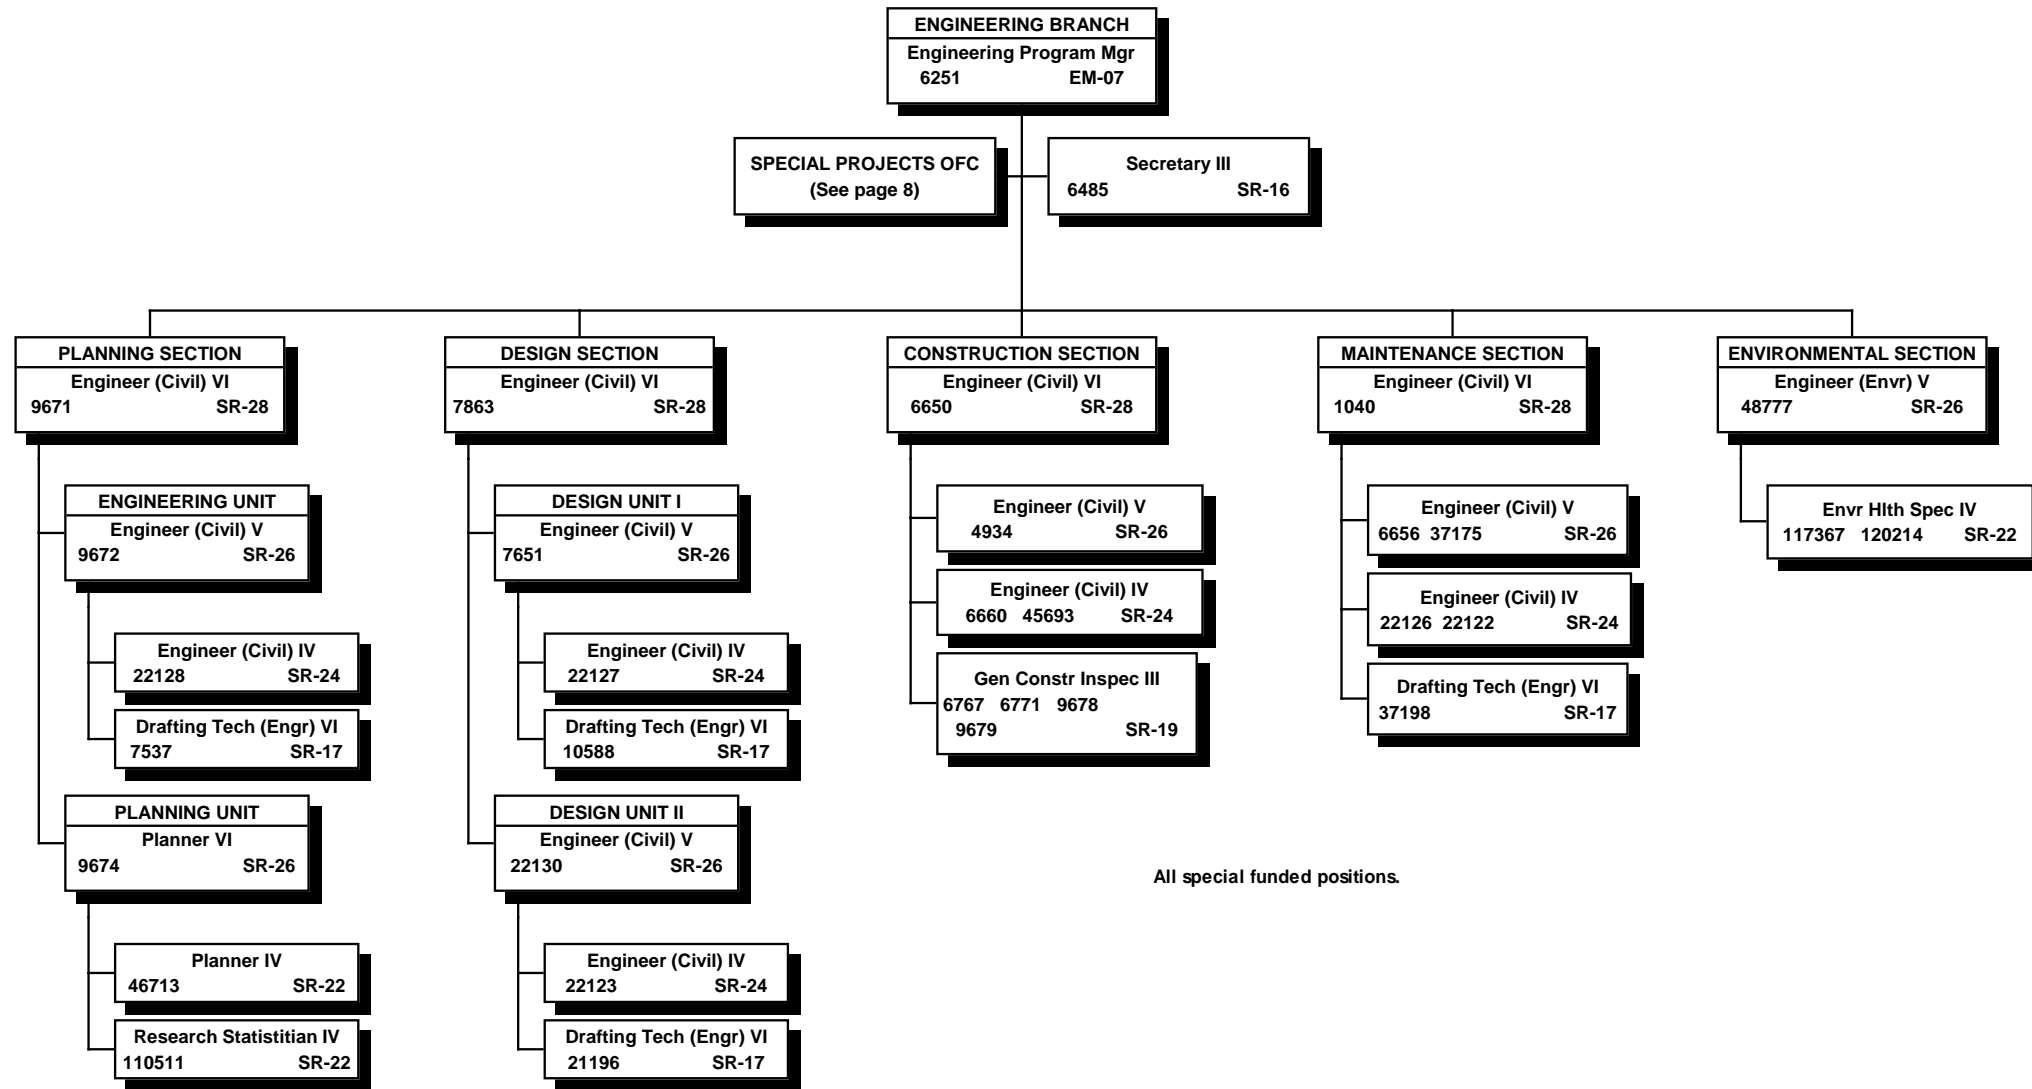 ENGINEERING BRANCH
Engineering Program Mgr
6251 EM-07
SPECIAL PROJECTS OFC
(See page 8)
Secretary III
6485 SR-16
PLANNING SECTION
Engineer (Civil) VI
9671 SR-28
ENGINEERING UNIT
Engineer (Civil) V
9672 SR-26
Engineer (Civil) IV
22128 SR-24
Drafting Tech (Engr) VI
7537 SR-17
PLANNING UNIT
Planner VI
9674 SR-26
Planner IV
46713 SR-22
Research Statistitian IV
110511 SR-22
DESIGN SECTION
Engineer (Civil) VI
7863 SR-28
DESIGN UNIT I
Engineer (Civil) V
7651 SR-26
Engineer (Civil) IV
22127 SR-24
Drafting Tech (Engr) VI
10588 SR-17
DESIGN UNIT II
Engineer (Civil) V
22130 SR-26
Engineer (Civil) IV
22123 SR-24
Drafting Tech (Engr) VI
21196 SR-17
CONSTRUCTION SECTION
Engineer (Civil) VI
6650 SR-28
Engineer (Civil) V
4934 SR-26
Engineer (Civil) IV
6660 45693 SR-24
Gen Constr Inspec III
6767 6771 9678
9679 SR-19
MAINTENANCE SECTION
Engineer (Civil) VI
1040 SR-28
Engineer (Civil) V
6656 37175 SR-26
Engineer (Civil) IV
22126 22122 SR-24
Drafting Tech (Engr) VI
37198 SR-17
ENVIRONMENTAL SECTION
Engineer (Envr) V
48777 SR-26
Envr Hlth Spec IV
117367 120214 SR-22
All special funded positions.